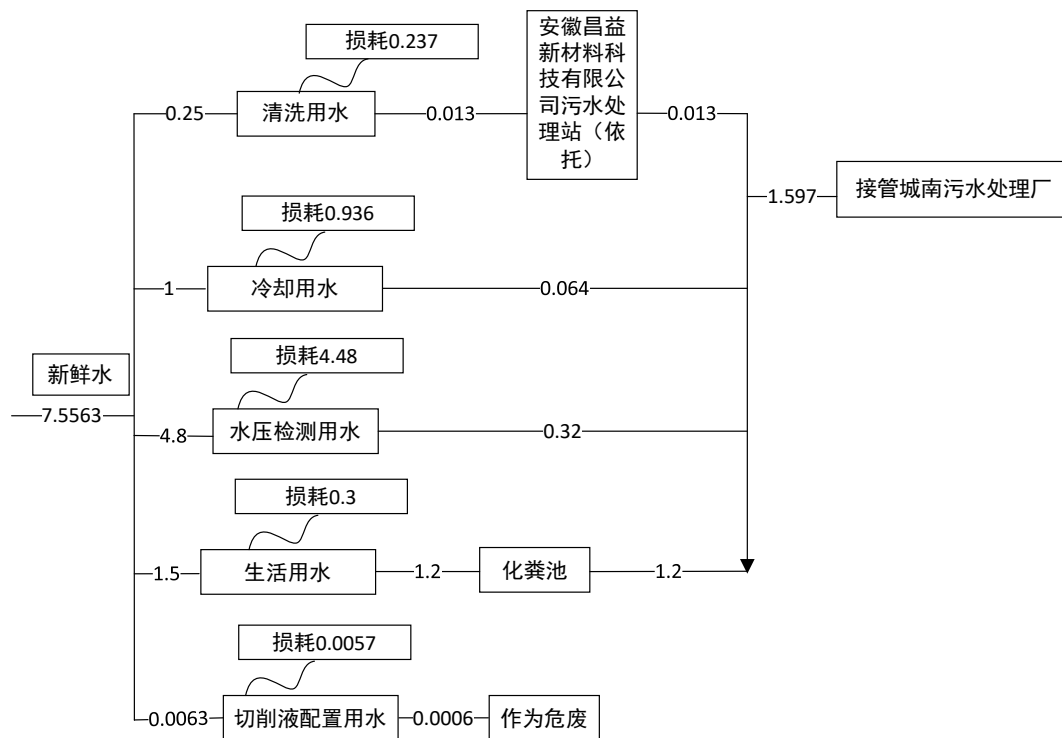 损耗0.237
安徽昌益
新材料科
技有限公
司污水处
理站（依
托）
0.25
清洗用水
0.013
0.013
1.597
接管城南污水处理厂
损耗0.936
1
冷却用水
0.064
损耗4.48
新鲜水
7.5563
4.8
水压检测用水
0.32
损耗0.3
1.5
生活用水
1.2
化粪池
1.2
损耗0.0057
0.0063
切削液配置用水
0.0006
作为危废